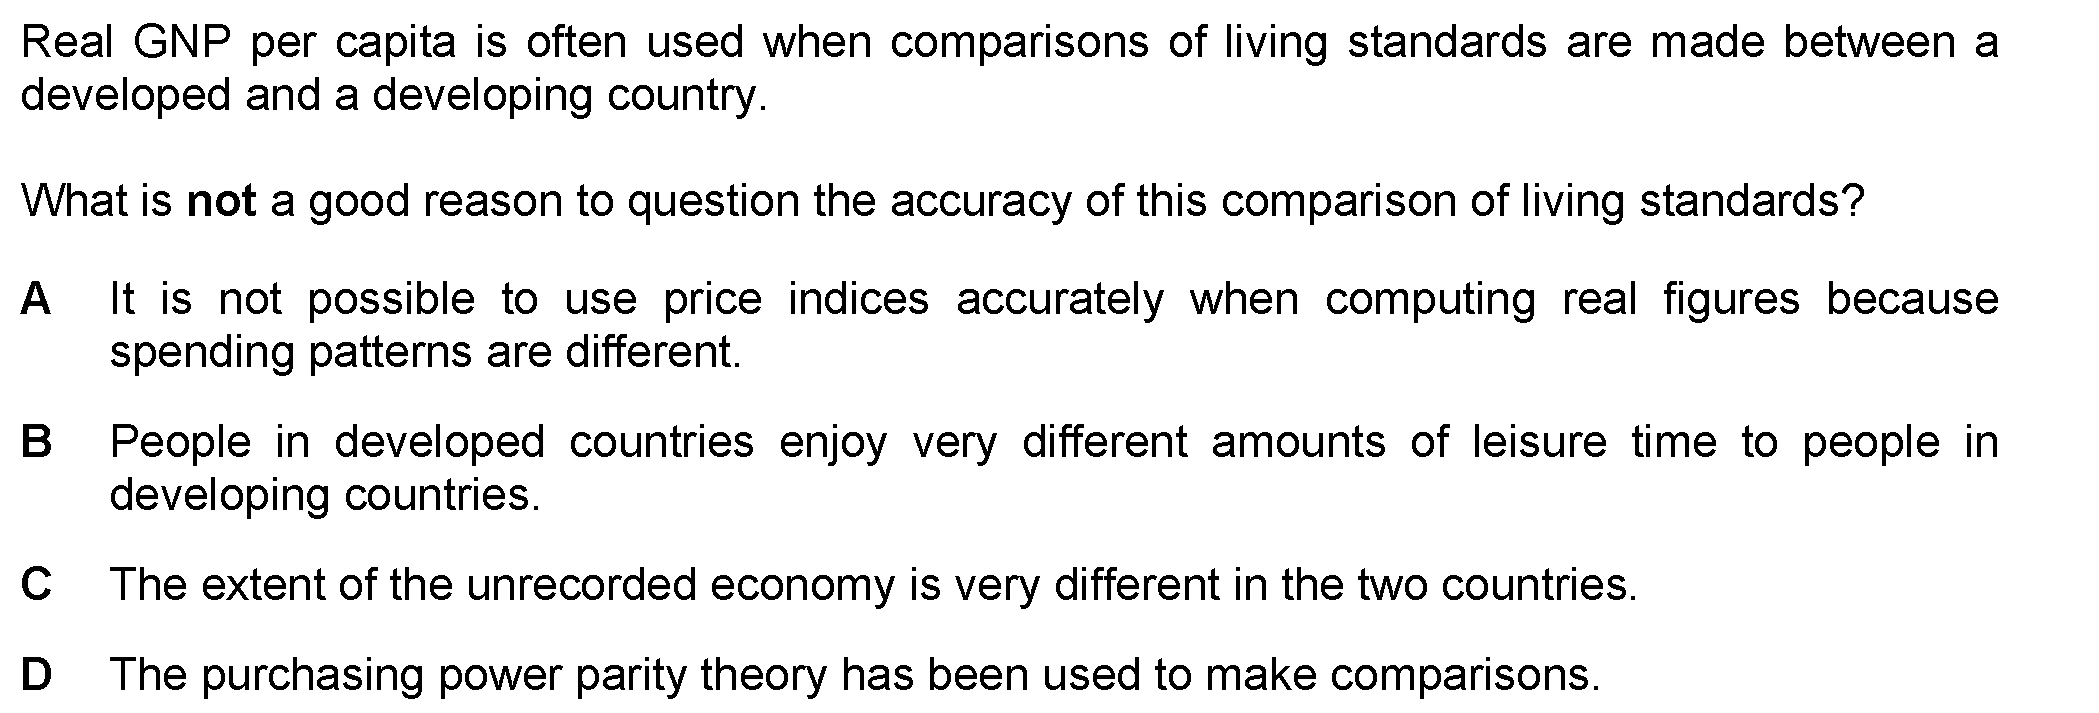 Real GNP per capita is often used when comparisons of living standards are made between a
developed and a developing country.
What is not a good reason to question the accuracy of this comparison of living standards?
A It is not possible to use price indices accurately when computing real figures because
spending patterns are different.
B People in developed countries enjoy very different amounts of leisure time to people in
developing countries.
C The extent of the unrecorded economy is very different in the two countries.
D The purchasing power parity theory has been used to make comparisons.